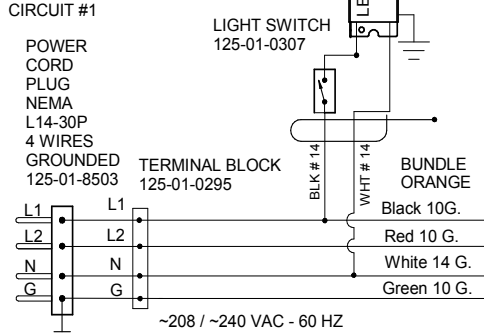 CIRCUIT #1
POWER
CORD
PLUG
NEMA
L14-30P
4 WIRES
GROUNDED
125-01-8503
LIGHT SWITCH
125-01-0307
LE
TERMINAL BLOCK
125-01-0295
BLK # 14
WHT # 14
BUNDLE
ORANGE
L1 L1 Black 10G.
L2 L2 Red 10 G.
N N White 14 G.
G G Green 10 G.
~208 / ~240 VAC - 60 HZ